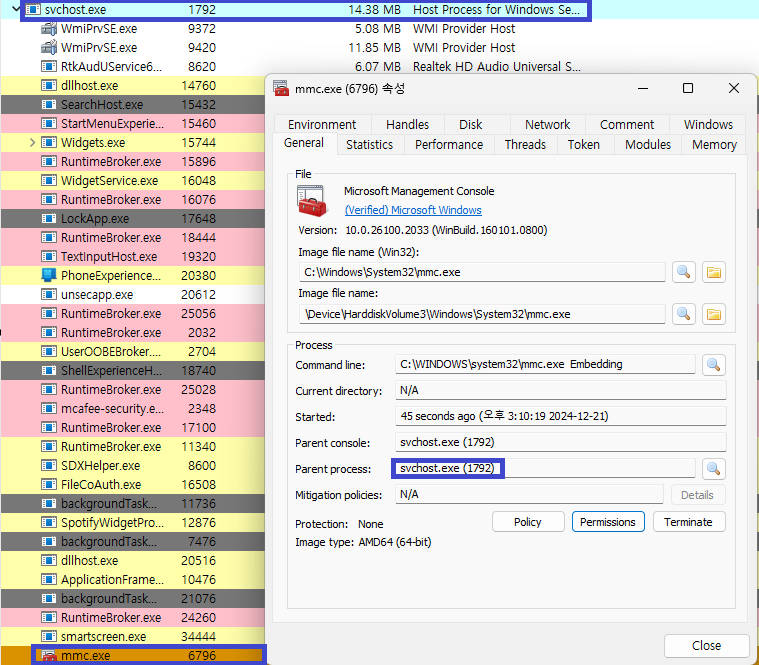 svchost.exe 1792 14.38 MB Host Process for Windows Se...
WmiPrvSE.exe 9372 5.08 MB WMI Provider Host
WmiPrvSE.exe 9420 11.85 MB WMI Provider Host
RtkAudUService6... 8620 6.07 MB Realtek HD Audio Universal S...
dllhost.exe 14760
SearchHost.exe 15432
StartMenuExperie... 15460
Widgets.exe 15744
RuntimeBroker.exe 15896
WidgetService.exe 16048
RuntimeBroker.exe 16076
LockApp.exe 17648
RuntimeBroker.exe 18444
TextInputHost.exe 19320
PhoneExperience... 20380
unsecapp.exe 20612
RuntimeBroker.exe 25056
RuntimeBroker.exe 2032
UserOOBEBroker.... 2704
ShellExperienceH... 18740
RuntimeBroker.exe 25028
mcafee-security.e... 2348
RuntimeBroker.exe 17100
RuntimeBroker.exe 11340
SDXHelper.exe 8600
FileCoAuth.exe 16508
backgroundTask... 11736
SpotifyWidgetPro... 12876
backgroundTask... 7476
dllhost.exe 20516
ApplicationFrame... 10476
backgroundTask... 21076
RuntimeBroker.exe 24260
smartscreen.exe 34444
mmc.exe 6796
mmc.exe (6796) 속성
Environment Handles Disk Network Comment Windows
General Statistics Performance Threads Token Modules Memory
File
Microsoft Management Console
(Verified) Microsoft Windows
Version: 10.0.26100.2033 (WinBuild.160101.0800)
Image file name (Win32):
C:\Windows\System32\mmc.exe
Image file name:
\Device\HarddiskVolume3\Windows\System32\mmc.exe
Process
Command line: C:\WINDOWS\system32\mmc.exe Embedding
Current directory: N/A
Started: 45 seconds ago (오후 3:10:19 2024-12-21)
Parent console: svchost.exe (1792)
Parent process: svchost.exe (1792)
Mitigation policies: N/A Details
Protection: None Policy Permissions Terminate
Image type: AMD64 (64-bit)
Close